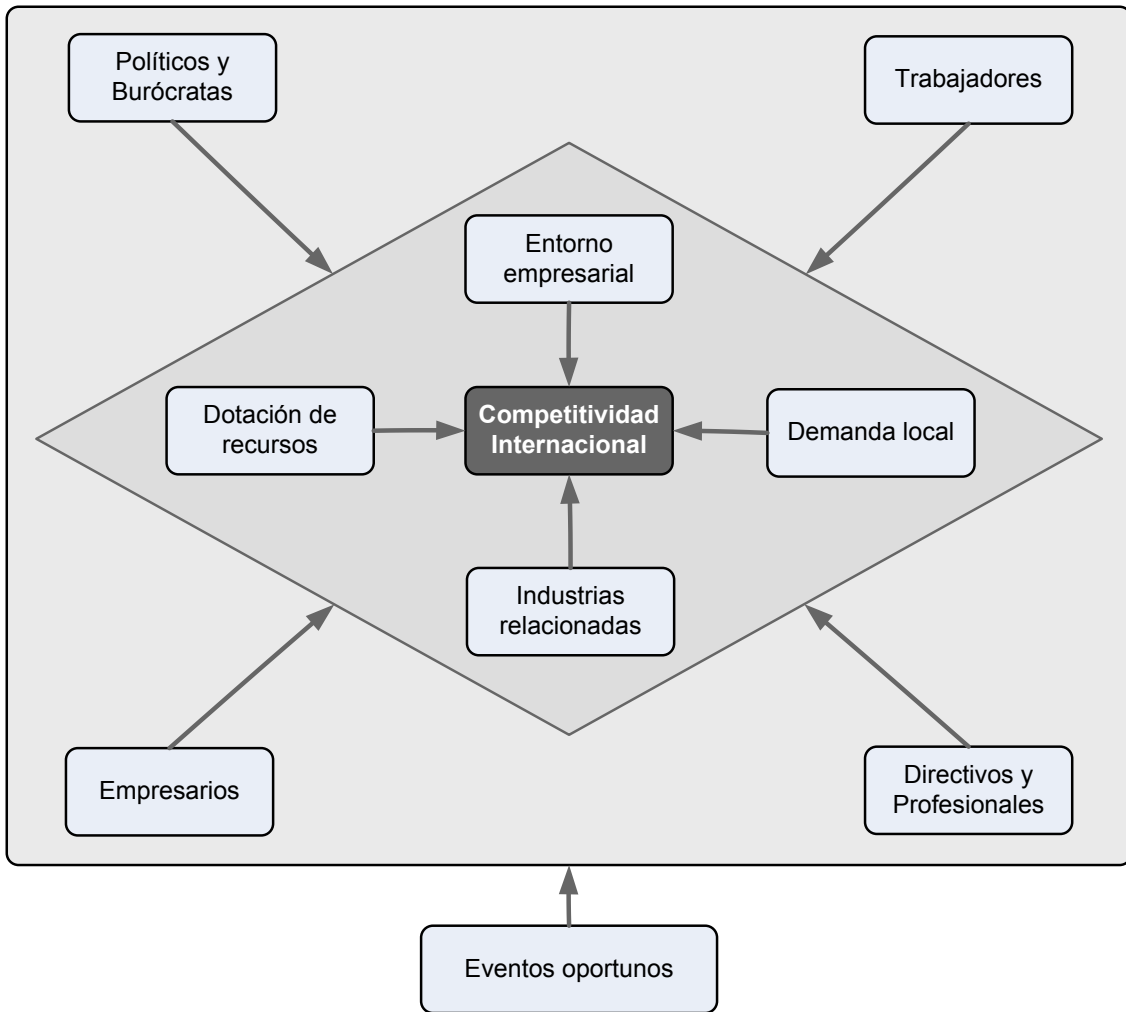 Políticos y
Burócratas
Trabajadores
Entorno
empresarial
Dotación de
recursos
Competitividad
Internacional
Demanda local
Industrias
relacionadas
Empresarios
Directivos y
Profesionales
Eventos oportunos